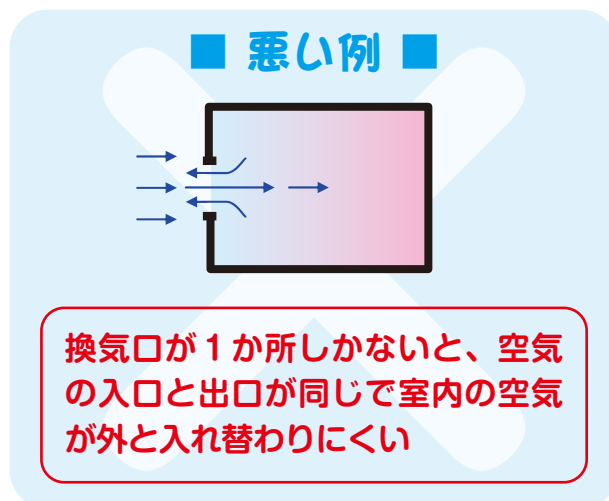 ■ 悪い例 ■
換気口が1か所しかないと、空気
の入口と出口が同じで室内の空気
が外と入れ替わりにくい